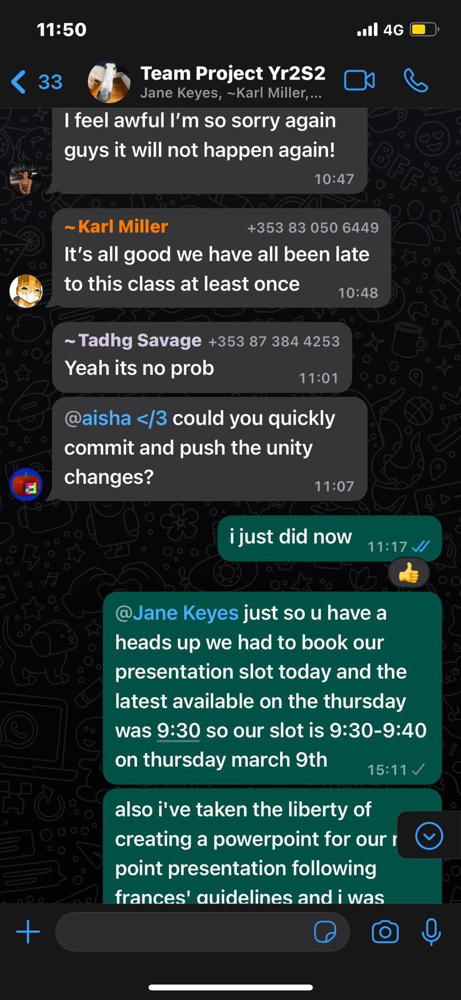 11:50
4G
33
Team Project Yr2S2
Jane Keyes, ~Karl Miller,...
I feel awful I’m so sorry again
guys it will not happen again!
10:47
~Karl Miller +353 83 050 6449
It’s all good we have all been late
to this class at least once
10:48
~Tadhg Savage +353 87 384 4253
Yeah its no prob
11:01
@aisha </3 could you quickly
commit and push the unity
changes?
11:07
i just did now
11:17
@Jane Keyes just so u have a
heads up we had to book our
presentation slot today and the
latest available on the thursday
was 9:30 so our slot is 9:30-9:40
on thursday march 9th
15:11
also i've taken the liberty of
creating a powerpoint for our
point presentation following
frances' guidelines and i was